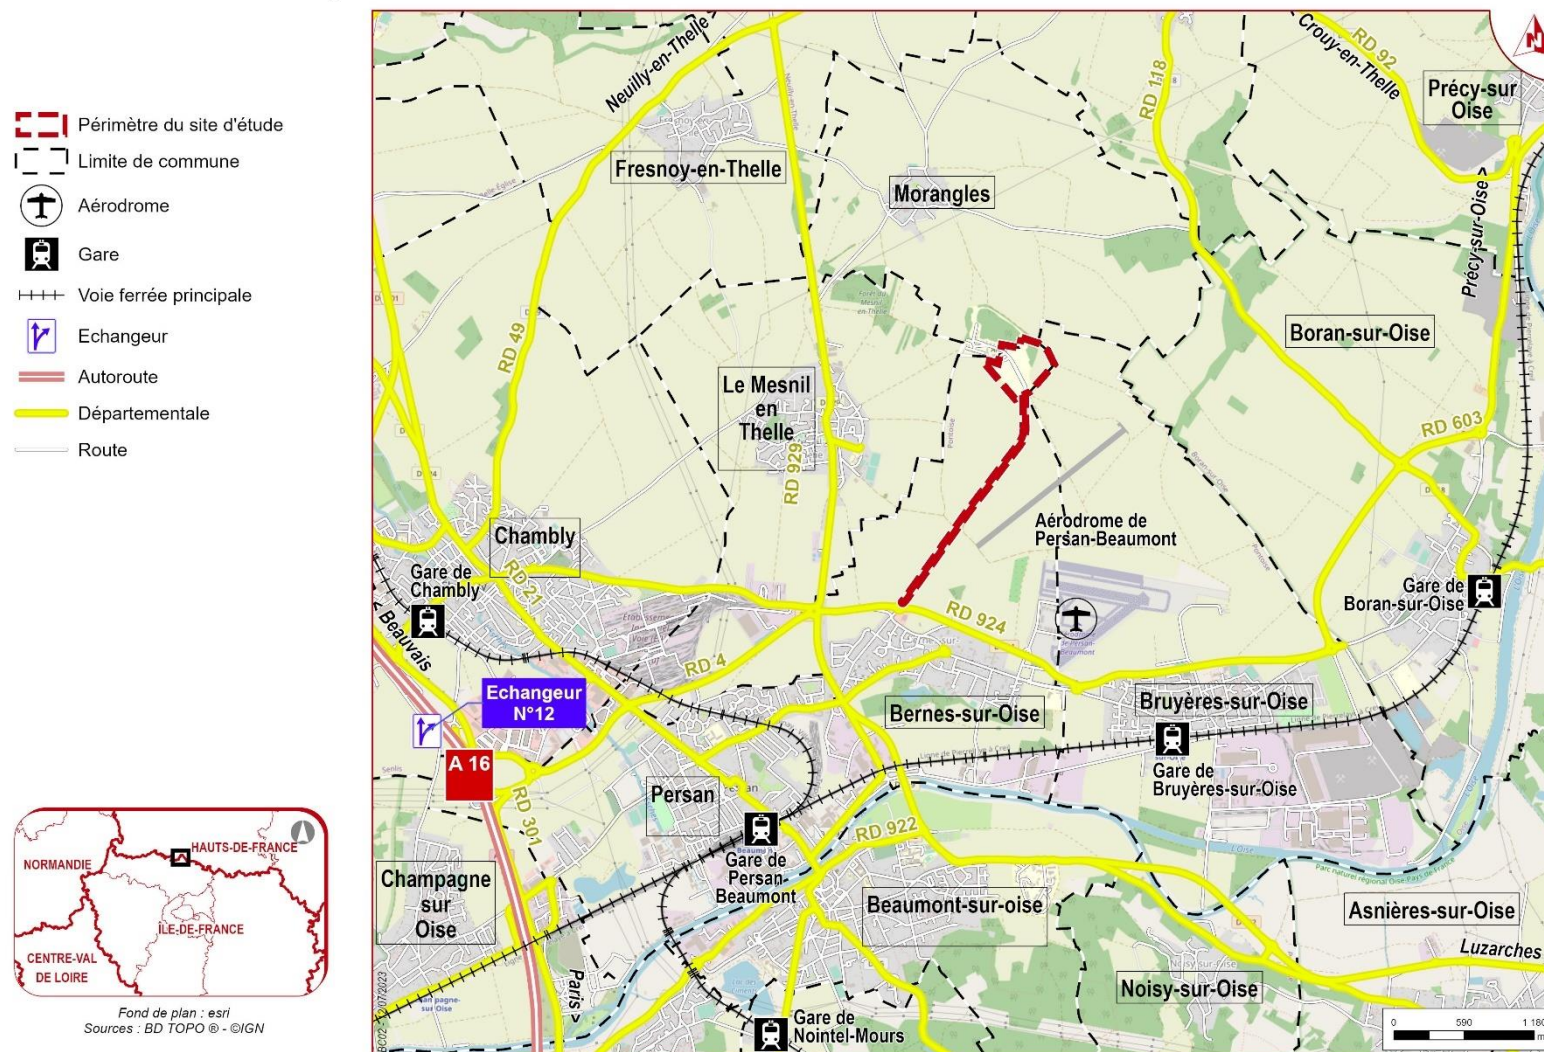 Périmètre du site d'étude
Limite de commune
Aérodrome
Gare
Voie ferrée principale
Echangeur
Autoroute
Départementale
Route
NORMANDIE
HAUTS-DE-FRANCE
ÎLE-DE-FRANCE
CENTRE-VAL
DE LOIRE
Fond de plan : esri
Sources : BD TOPO ® - ©IGN
N
Neuilly-en-Thelle >
Crouy-en-Thelle
RD 92
RD 118
Précy-sur
Oise
Fresnoy-en-Thelle
Morangles
Précy-sur-Oise >
RD 49
Boran-sur-Oise
Le Mesnil
en
Thelle
RD 929
RD 603
Aérodrome de
Persan-Beaumont
Chambly
Gare de
Chambly
RD 21
< Beauvais
Gare de
Boran-sur-Oise
RD 924
RD 4
Echangeur
N°12
Bernes-sur-Oise
Bruyères-sur-Oise
A 16
Gare de
Bruyères-sur-Oise
Persan
RD 301
RD 922
Gare de
Persan
Beaumont
Champagne
sur
Oise
Beaumont-sur-oise
Asnières-sur-Oise
Luzarches
Paris >
Noisy-sur-Oise
Gare de
Nointel-Mours
0 590 1 180
m